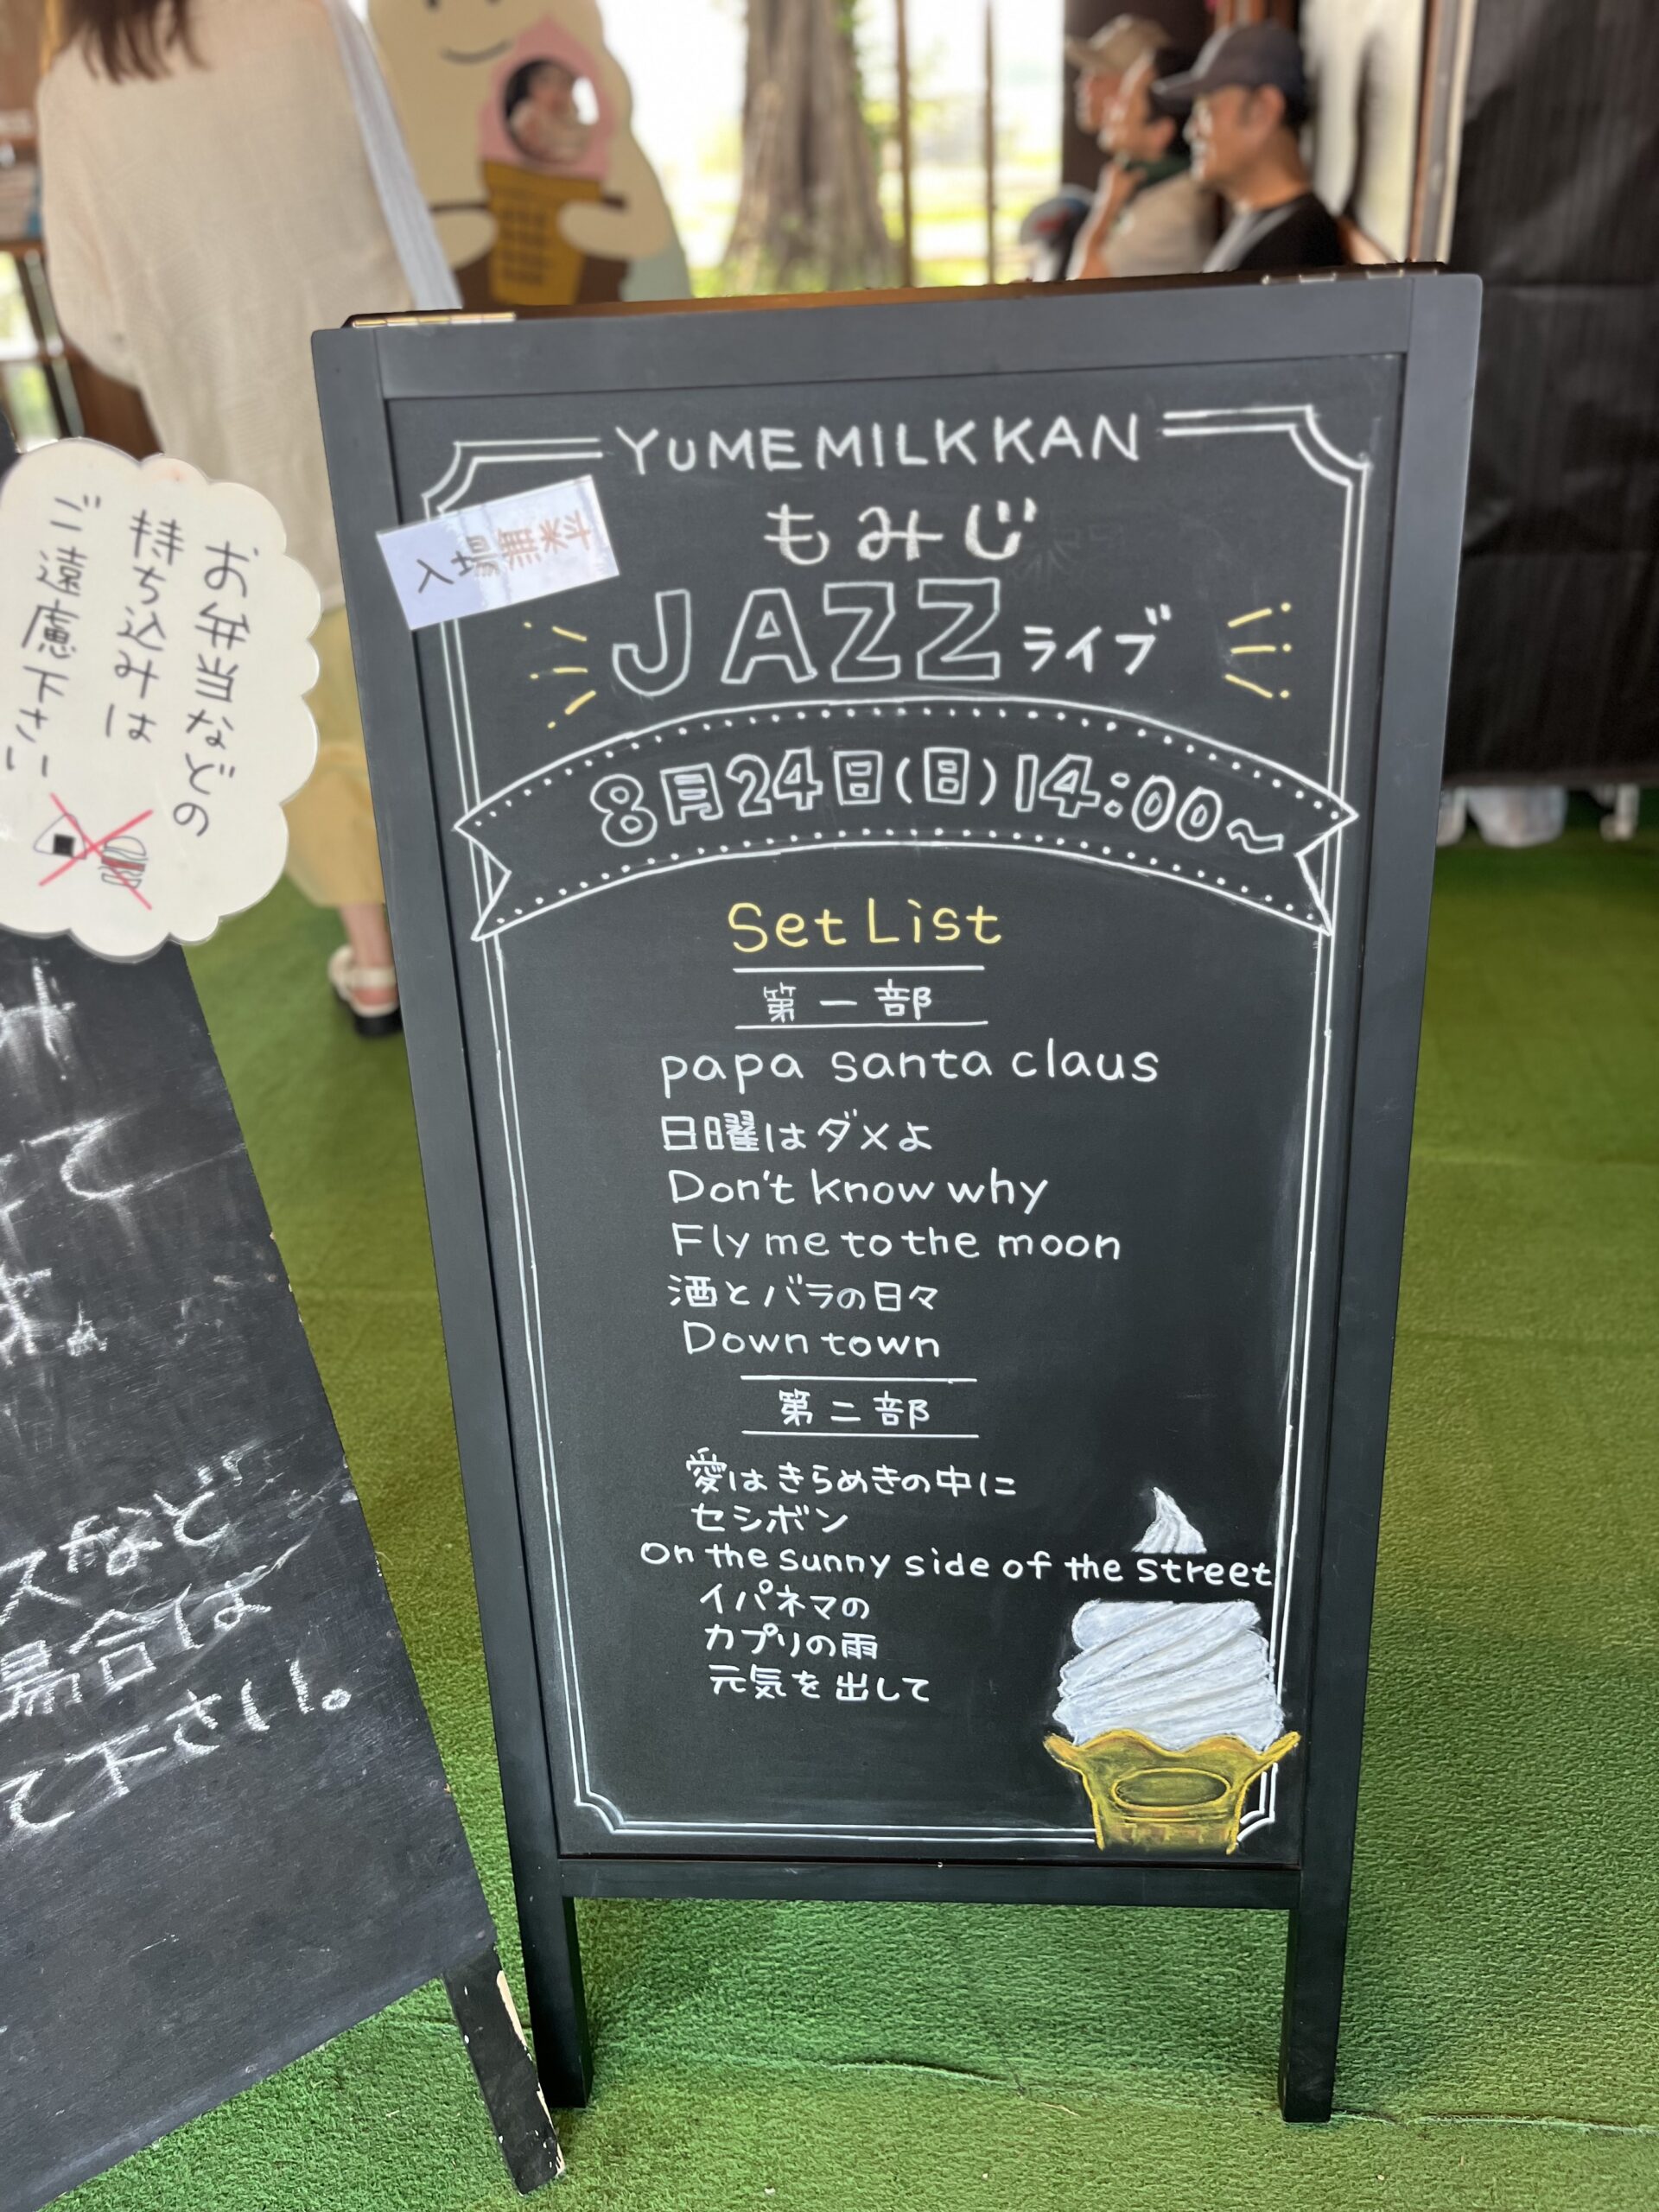 YUMEMILKKAN
もみじ
入場無料
JAZZライブ
8月24日(日)14:00～
Set List
第一部
papa santa claus
日曜はダメよ
Don't know why
Fly me to the moon
酒とバラの日々
Down town
第二部
愛はきらめきの中に
セシボン
On the sunny side of the street
イパネマの
カプリの雨
元気を出して
お弁当などの
持ち込みは
ご遠慮下さい
スなど
場合は
て下さい。